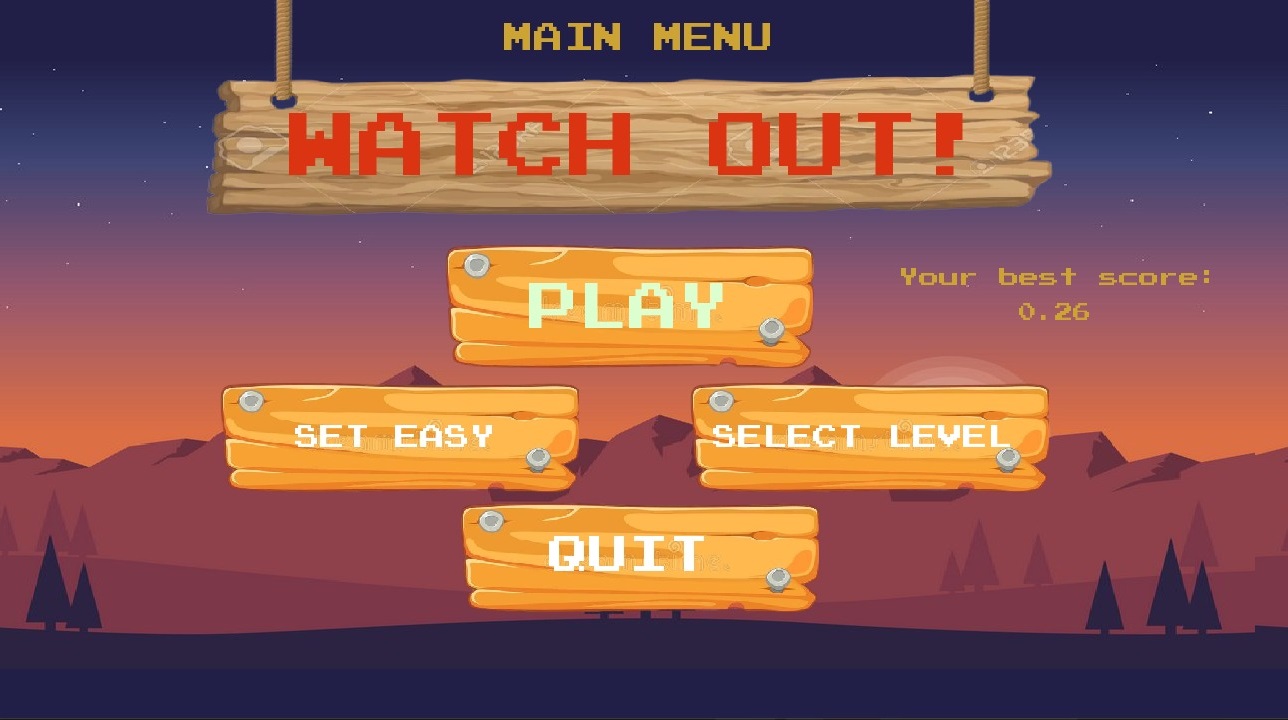 MAIN MENU
WATCH OUT!
PLAY
Your best score:
0.26
SET EASY
SELECT LEVEL
QUIT